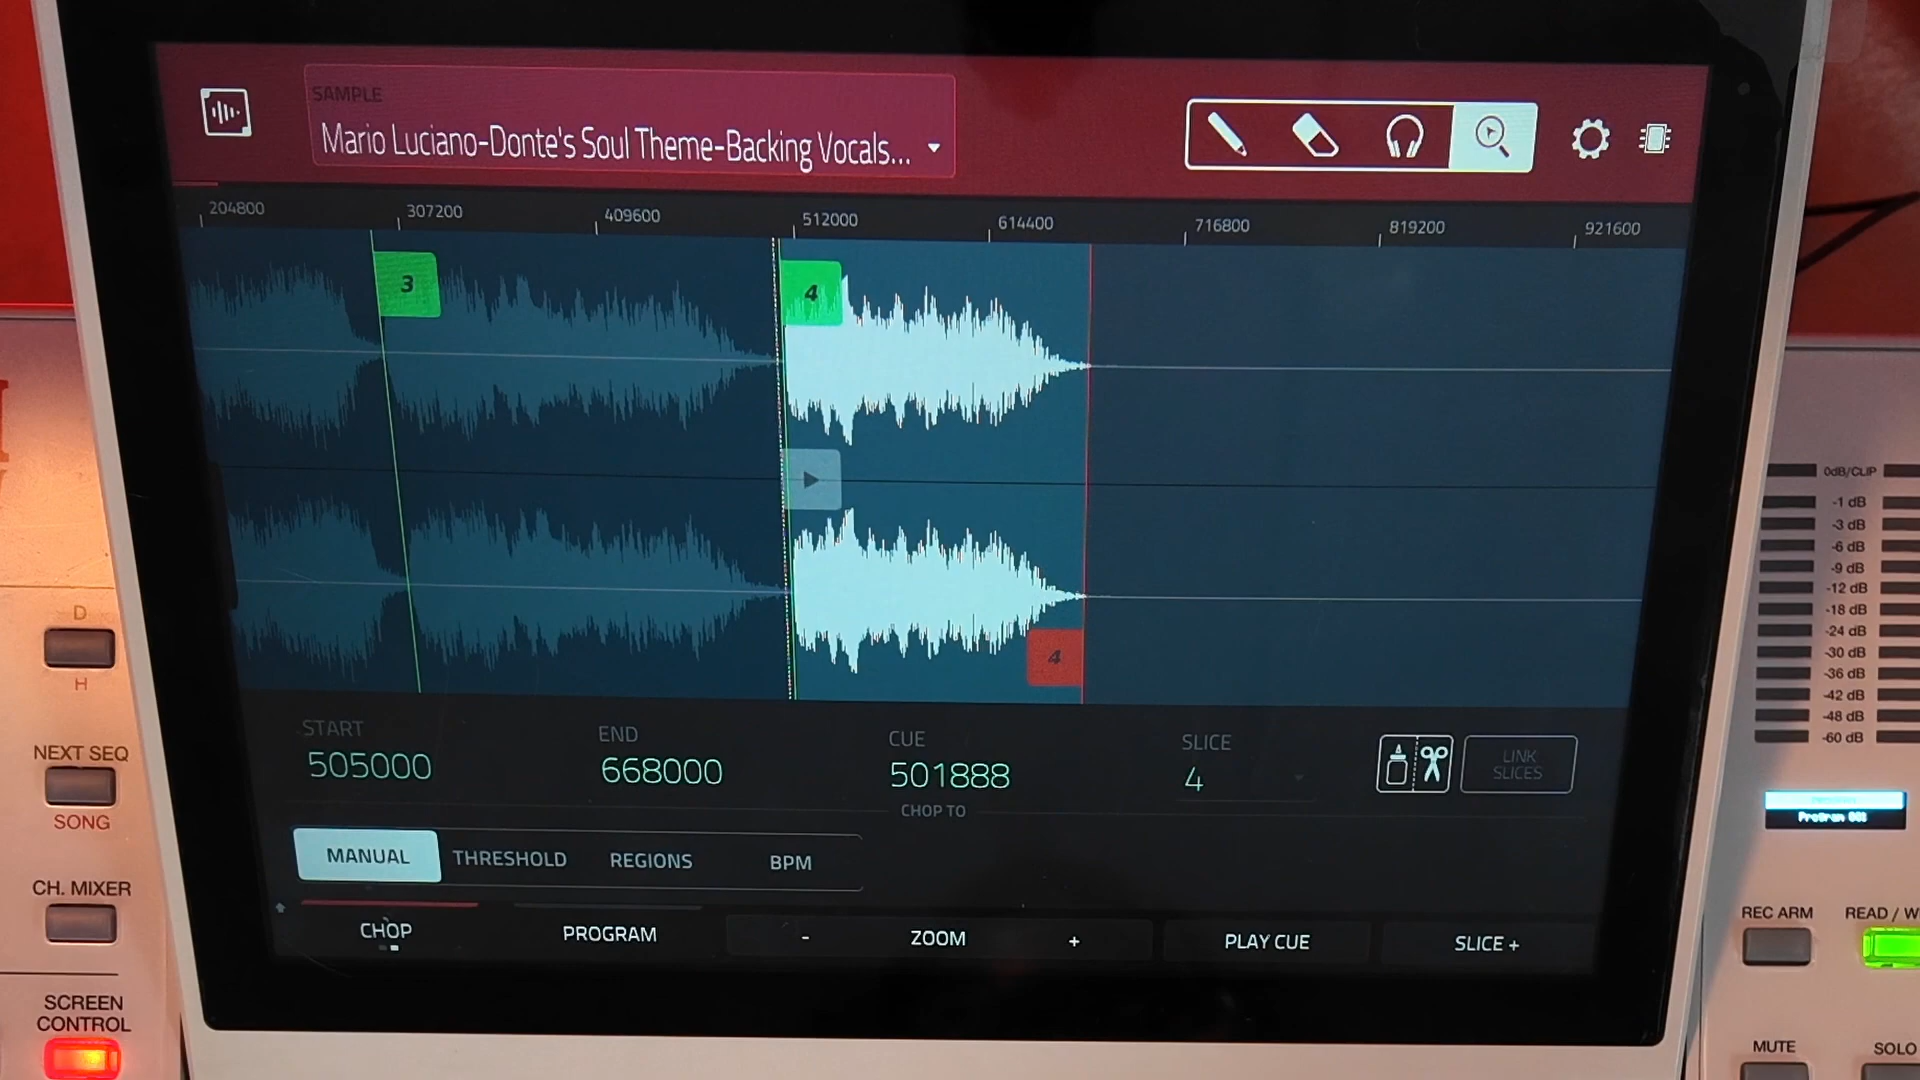 SAMPLE
Mario Luciano-Donte's Soul Theme-Backing Vocals...
204800 307200 409600 512000 614400 716800 819200 921600
3
4
4
START END CUE SLICE
505000 668000 501888 4
LINK SLICES
CHOP TO
MANUAL THRESHOLD REGIONS BPM
CHOP PROGRAM - ZOOM + PLAY CUE SLICE +
D
H
NEXT SEQ
SONG
CH. MIXER
SCREEN
CONTROL
0dB/CLIP
-1 dB
-3 dB
-6 dB
-9 dB
-12 dB
-18 dB
-24 dB
-30 dB
-36 dB
-42 dB
-48 dB
-60 dB
Program 001
REC ARM READ / W
MUTE SOLO